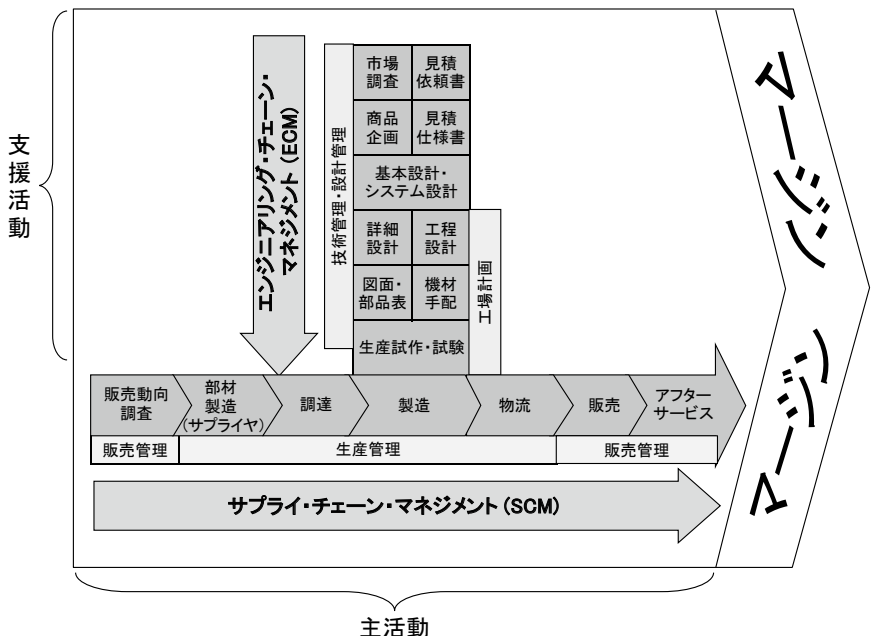 支援活動
エンジニアリング・チェーン・
マネジメント(ECM)
技術管理・設計管理
市場
調査
見積
依頼書
商品
企画
見積
仕様書
基本設計・
システム設計
詳細
設計
工程
設計
図面・
部品表
機材
手配
生産試作・試験
工場計画
マージン
マージン
販売動向
調査
部材
製造
(サプライヤ)
調達
製造
物流
販売
アフター
サービス
販売管理
生産管理
販売管理
サプライ・チェーン・マネジメント(SCM)
主活動